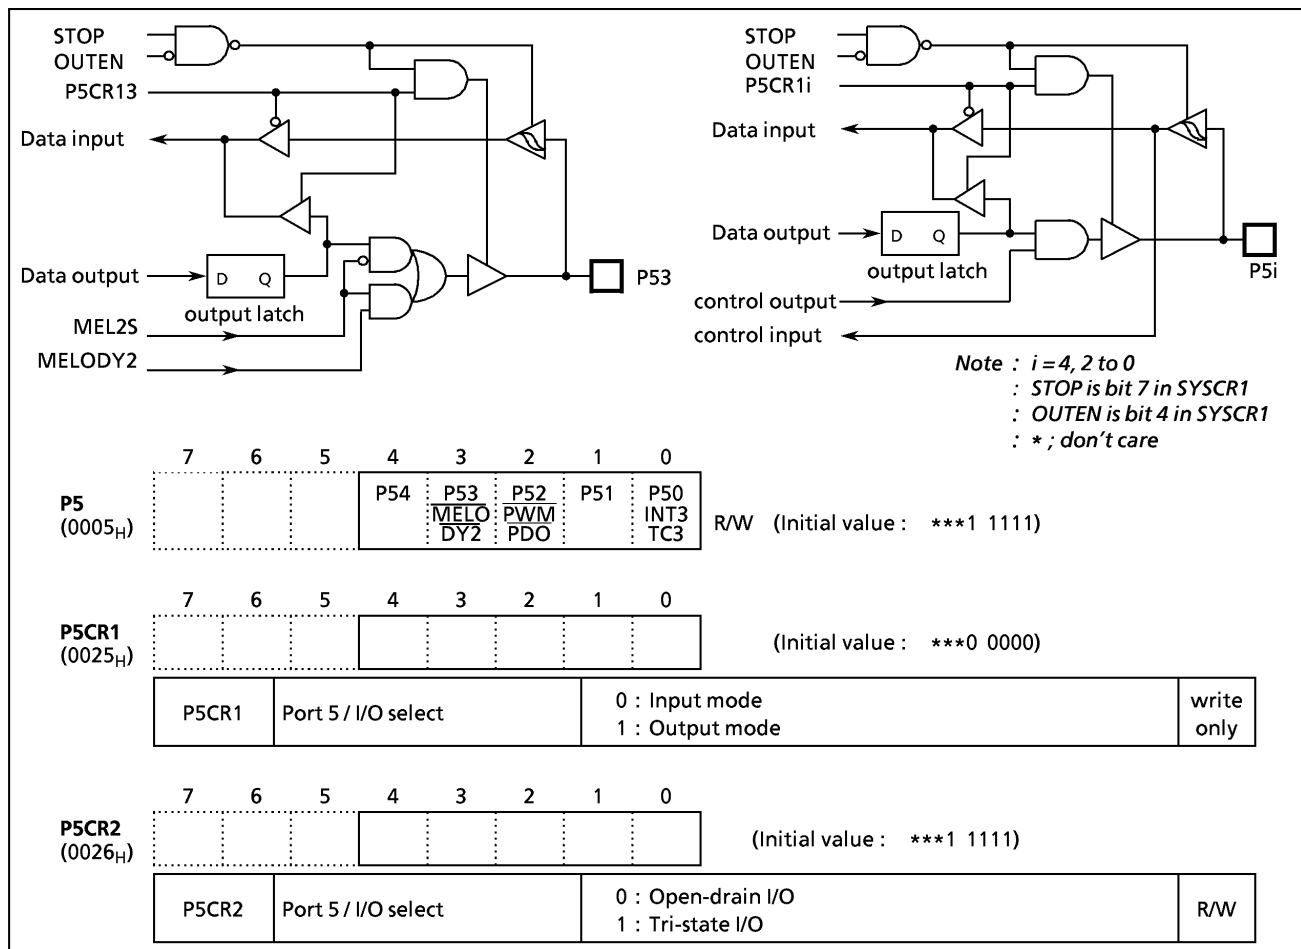 STOP
OUTEN
P5CR13
Data input
D Q
Data output
output latch
MEL2S
MELODY2
P53
STOP
OUTEN
P5CR1i
Data input
D Q
Data output
output latch
P5i
control output
control input
Note : i = 4, 2 to 0
: STOP is bit 7 in SYSCR1
: OUTEN is bit 4 in SYSCR1
: * ; don't care
7 6 5 4 3 2 1 0
P5
(0005H)
P54 P53 P52 P51 P50
MELO PWM INT3
DY2 PDO TC3
R/W (Initial value : ***1 1111)
7 6 5 4 3 2 1 0
P5CR1
(0025H)
(Initial value : ***0 0000)
P5CR1 Port 5 / I/O select
0 : Input mode
1 : Output mode
write
only
7 6 5 4 3 2 1 0
P5CR2
(0026H)
(Initial value : ***1 1111)
P5CR2 Port 5 / I/O select
0 : Open-drain I/O
1 : Tri-state I/O
R/W